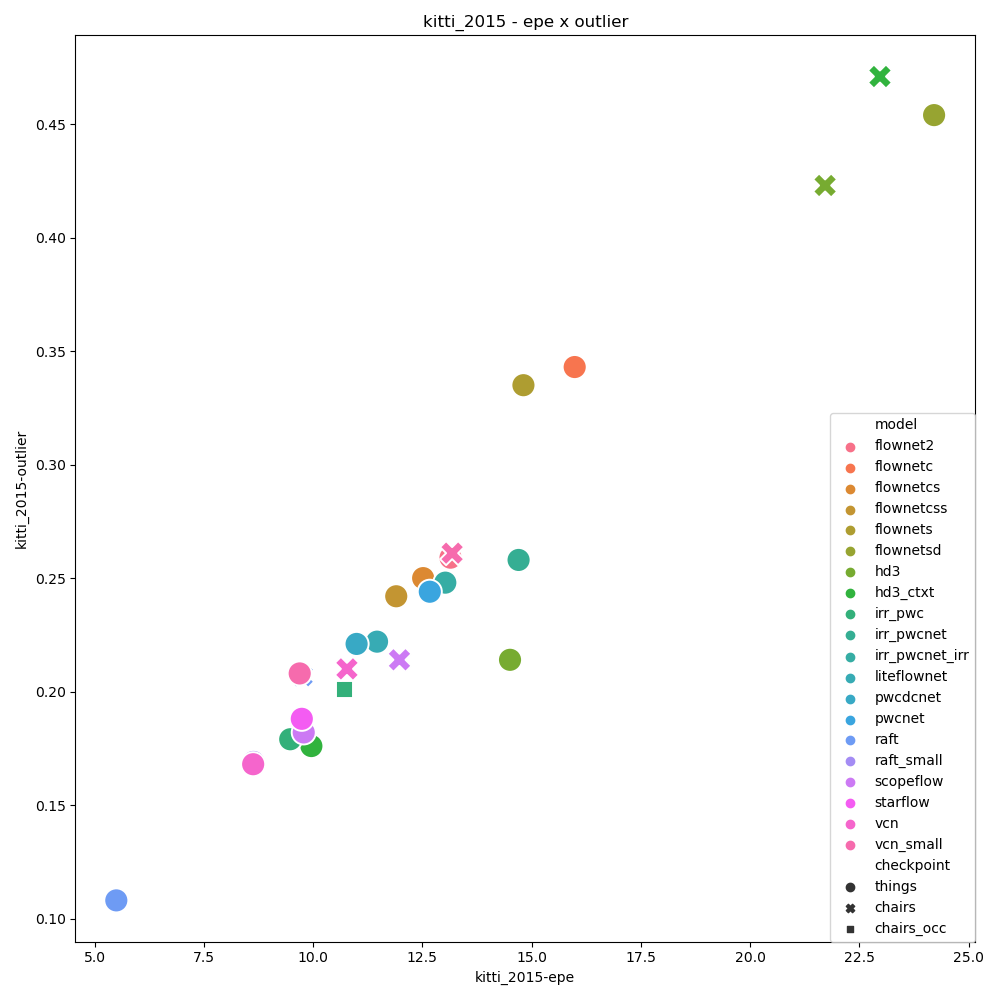 kitti_2015 - epe x outlier
kitti_2015-outlier
0.45
0.40
0.35
0.30
0.25
0.20
0.15
0.10
5.0 7.5 10.0 12.5 15.0 17.5 20.0 22.5 25.0
kitti_2015-epe
model
flownet2
flownetc
flownetcs
flownetcss
flownets
flownetsd
hd3
hd3_ctxt
irr_pwc
irr_pwcnet
irr_pwcnet_irr
liteflownet
pwcdcnet
pwcnet
raft
raft_small
scopeflow
starflow
vcn
vcn_small
checkpoint
things
chairs
chairs_occ